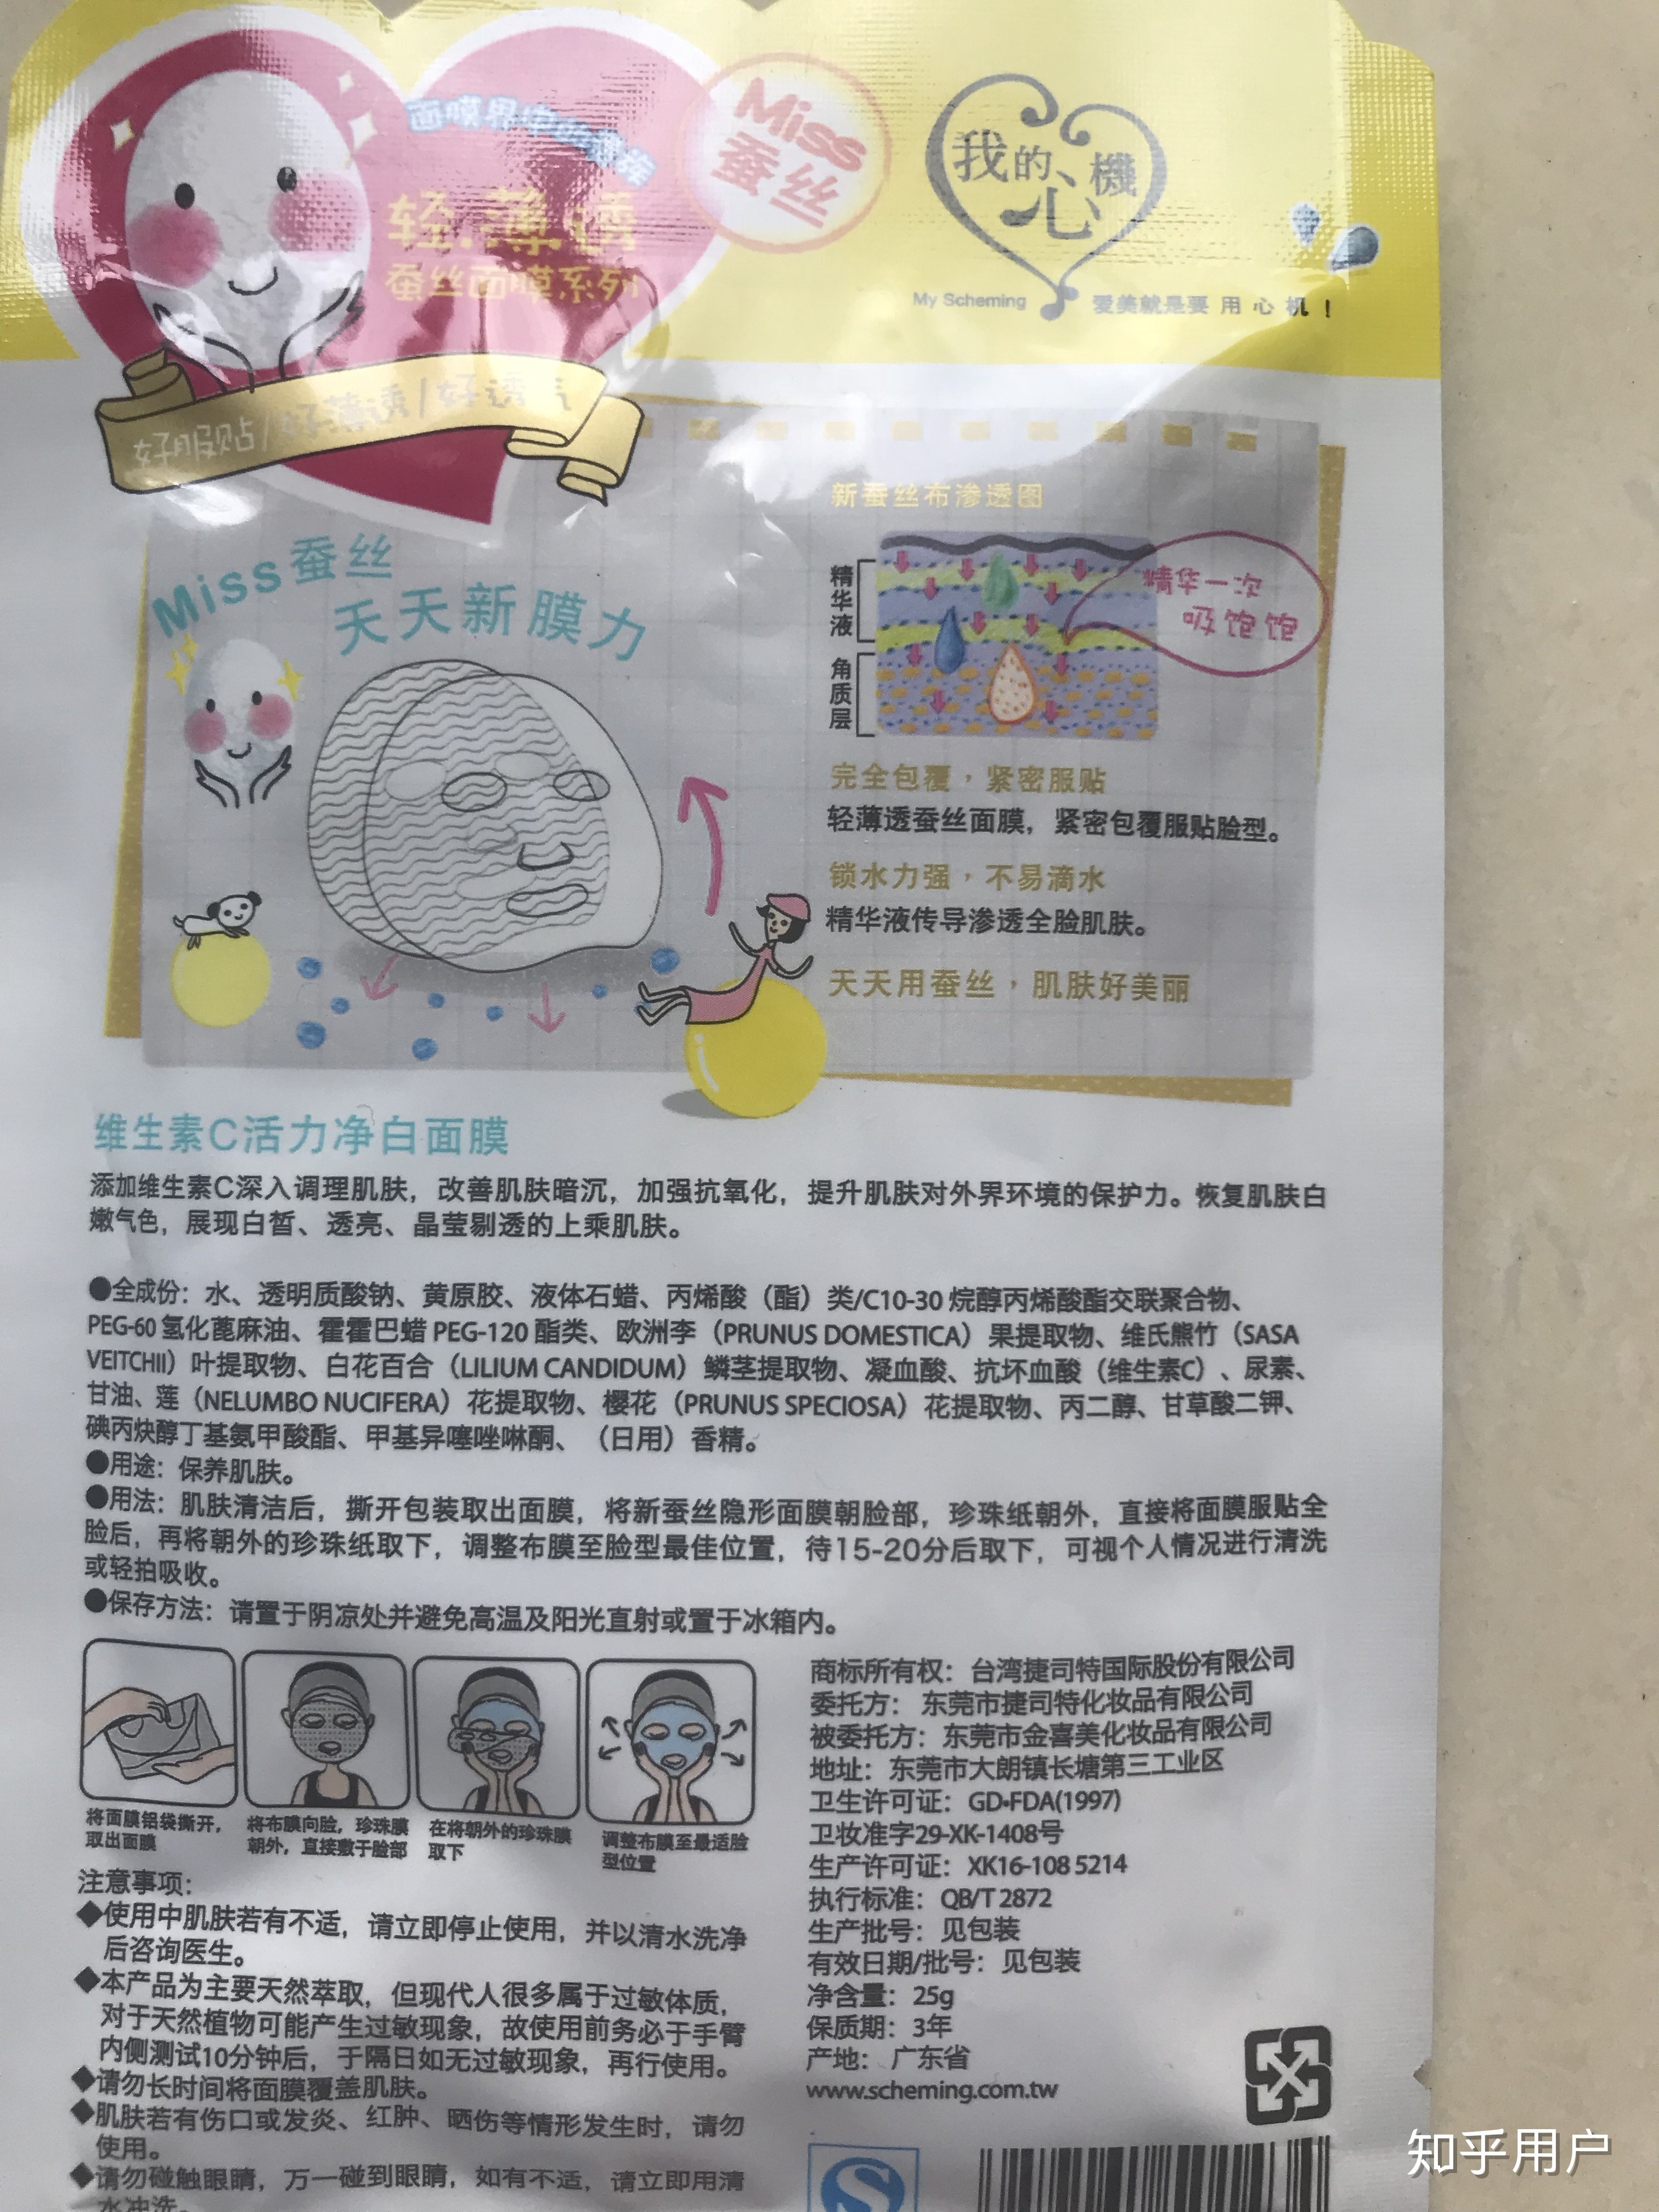 Miss
蚕丝
我的心機
My Scheming 愛美就是要用心机！
轻.薄.透
蚕丝面膜系列
好服贴/好薄透/好透气
新蚕丝布渗透图
Miss蚕丝
天天新膜力
精华液
角质层
精华一次
吸饱饱
完全包覆，紧密服贴
轻薄透蚕丝面膜，紧密包覆服贴脸型。
锁水力强，不易滴水
精华液传导渗透全脸肌肤。
天天用蚕丝，肌肤好美丽
维生素C活力净白面膜
添加维生素C深入调理肌肤，改善肌肤暗沉，加强抗氧化，提升肌肤对外界环境的保护力。恢复肌肤白
嫩气色，展现白皙、透亮、晶莹剔透的上乘肌肤。
●全成份：水、透明质酸钠、黄原胶、液体石蜡、丙烯酸（酯）类/C10-30 烷醇丙烯酸酯交联聚合物、
PEG-60 氢化蓖麻油、霍霍巴蜡 PEG-120 酯类、欧洲李（PRUNUS DOMESTICA）果提取物、维氏熊竹（SASA
VEITCHII）叶提取物、白花百合（LILIUM CANDIDUM）鳞茎提取物、凝血酸、抗坏血酸（维生素C）、尿素、
甘油、莲（NELUMBO NUCIFERA）花提取物、樱花（PRUNUS SPECIOSA）花提取物、丙二醇、甘草酸二钾、
碘丙炔醇丁基氨甲酸酯、甲基异噻唑啉酮、（日用）香精。
●用途：保养肌肤。
●用法：肌肤清洁后，撕开包装取出面膜，将新蚕丝隐形面膜朝脸部，珍珠纸朝外，直接将面膜服贴全
脸后，再将朝外的珍珠纸取下，调整布膜至脸型最佳位置，待15-20分后取下，可视个人情况进行清洗
或轻拍吸收。
●保存方法：请置于阴凉处并避免高温及阳光直射或置于冰箱内。
将面膜铝袋撕开，
取出面膜
将布膜向脸，珍珠膜
朝外，直接敷于脸部
在将朝外的珍珠膜
取下
调整布膜至最适脸
型位置
注意事项：
◆使用中肌肤若有不适，请立即停止使用，并以清水洗净
后咨询医生。
◆本产品为主要天然萃取，但现代人很多属于过敏体质，
对于天然植物可能产生过敏现象，故使用前务必于手臂
内侧测试10分钟后，于隔日如无过敏现象，再行使用。
◆请勿长时间将面膜覆盖肌肤。
◆肌肤若有伤口或发炎、红肿、晒伤等情形发生时，请勿
使用。
◆请勿碰触眼睛，万一碰到眼睛，如有不适，请立即用清
水冲洗。
商标所有权：台湾捷司特国际股份有限公司
委托方：东莞市捷司特化妆品有限公司
被委托方：东莞市金喜美化妆品有限公司
地址：东莞市大朗镇长塘第三工业区
卫生许可证：GD•FDA(1997)
卫妆准字29-XK-1408号
生产许可证：XK16-108 5214
执行标准：QB/T 2872
生产批号：见包装
有效日期/批号：见包装
净含量：25g
保质期：3年
产地：广东省
www.scheming.com.tw
知乎用户